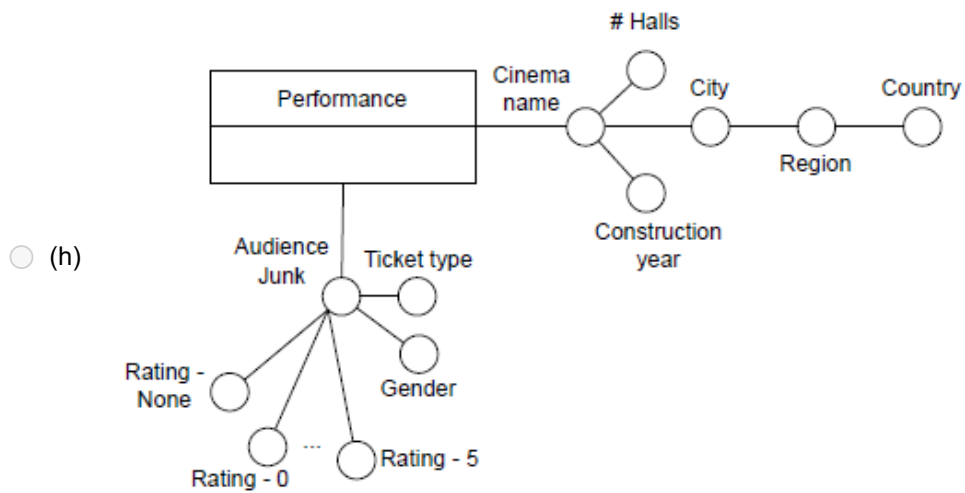 # Halls
Cinema
name
City
Country
Performance
Region
Construction
year
(h)
Audience
Junk
Ticket type
Gender
Rating -
None
...
Rating - 0
Rating - 5